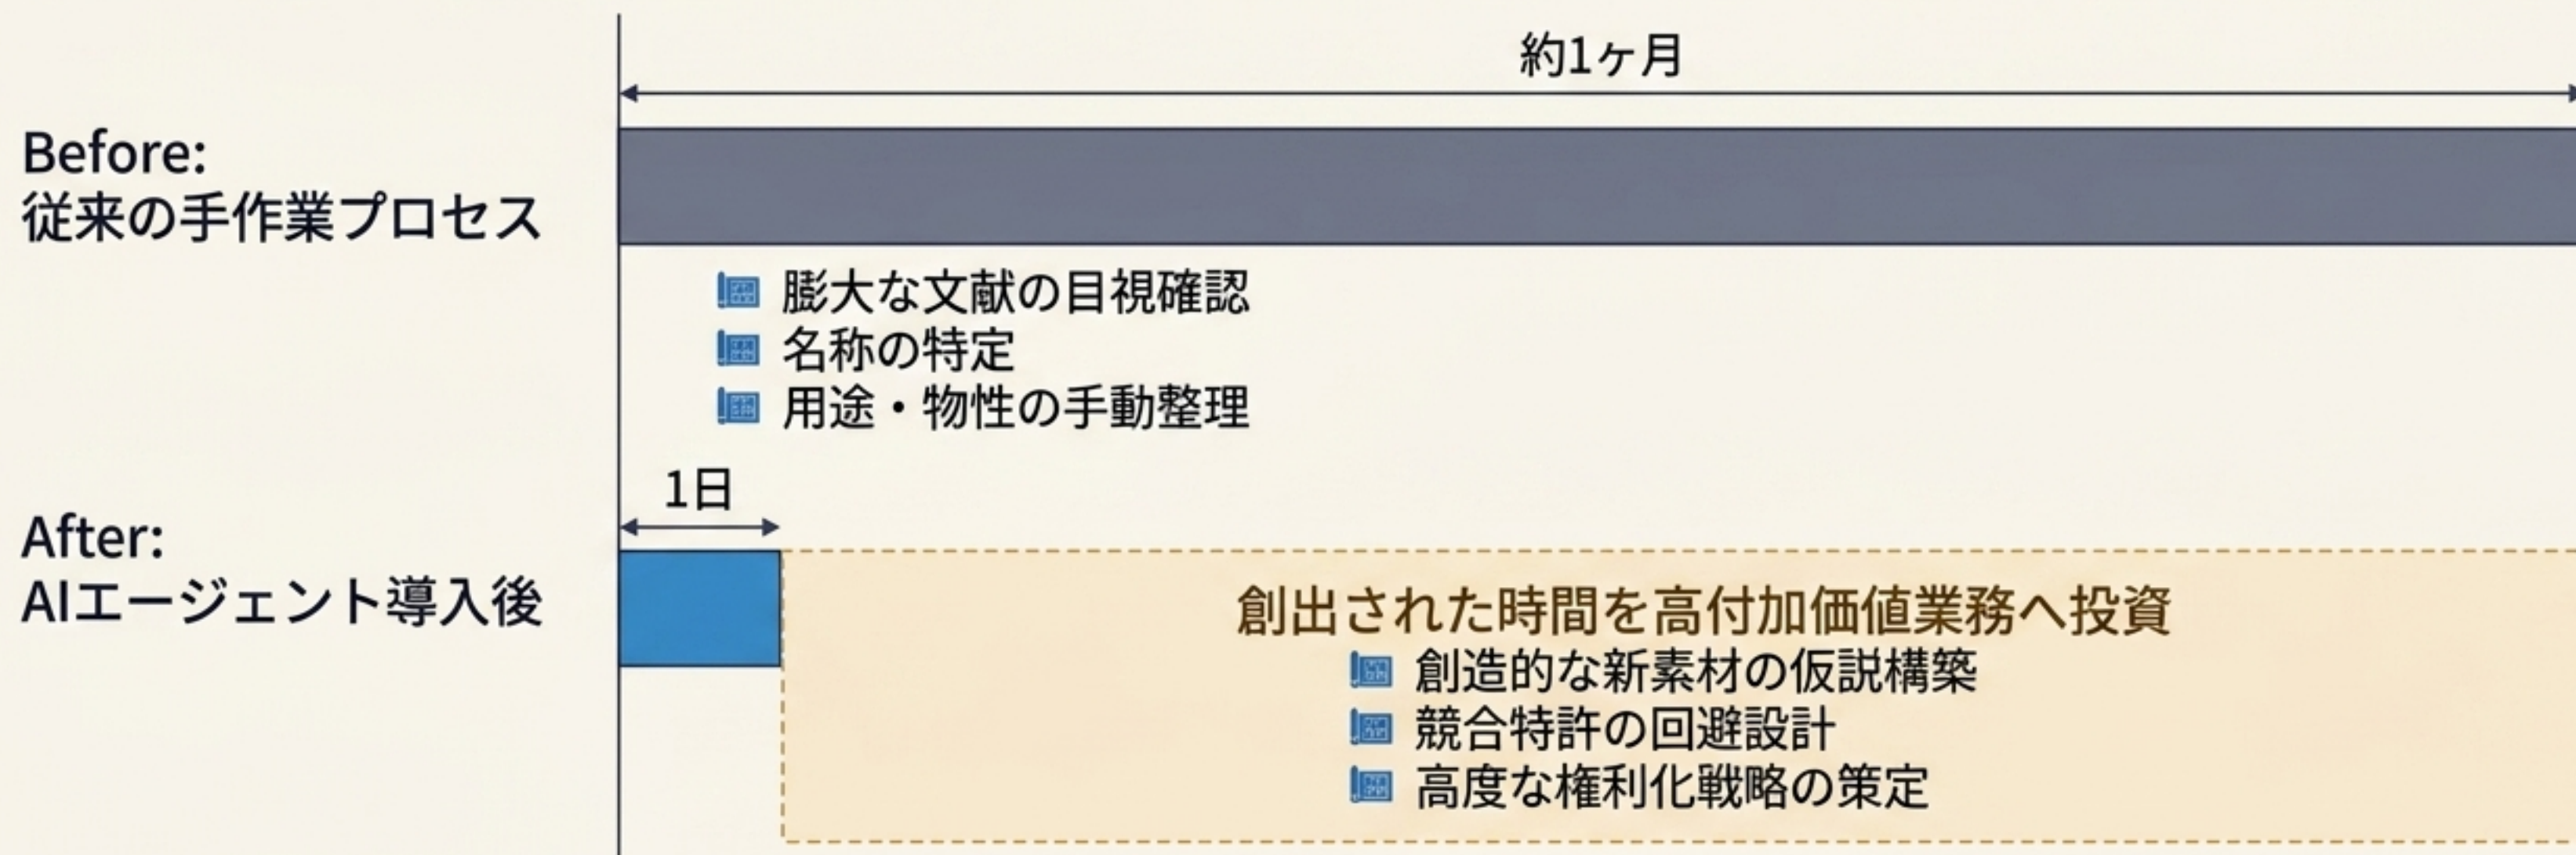 約1ヶ月
Before:
従来の手作業プロセス
膨大な文献の目視確認
名称の特定
用途・物性の手動整理
1日
After:
AIエージェント導入後
創出された時間を高付加価値業務へ投資
創造的な新素材の仮説構築
競合特許の回避設計
高度な権利化戦略の策定